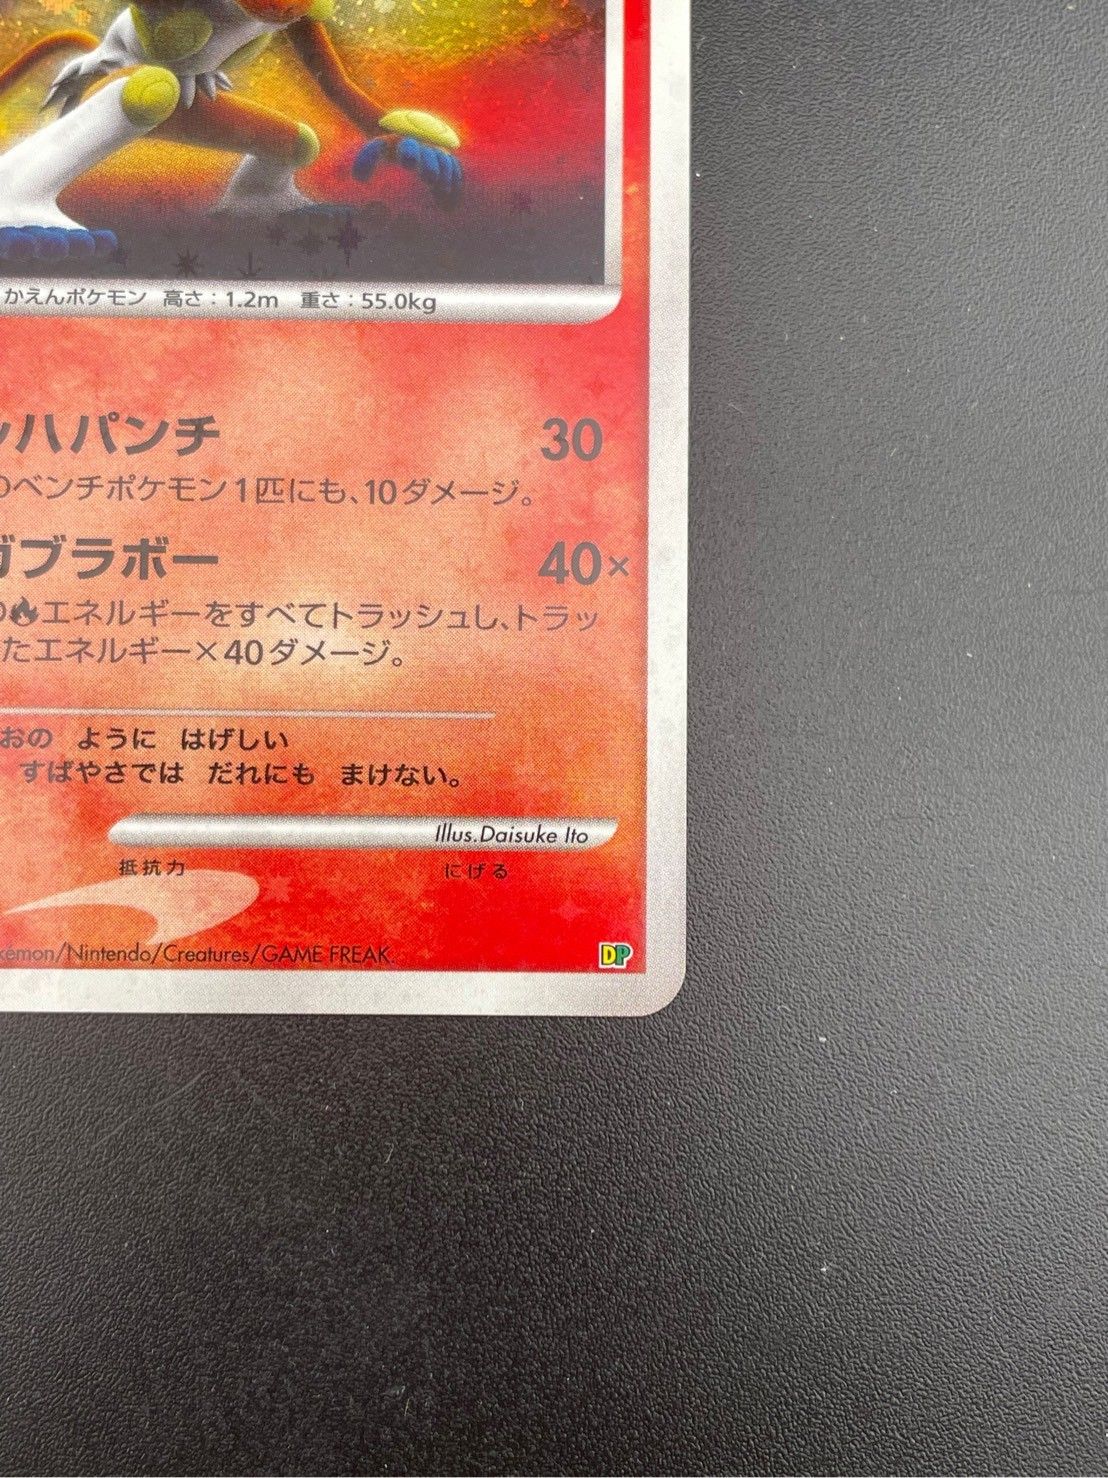 かえんポケモン 高さ：1.2m 重さ：55.0kg
ッハパンチ 30
のベンチポケモン1匹にも、10ダメージ。
ガブラボー 40×
のエネルギーをすべてトラッシュし、トラッ
たエネルギー×40ダメージ。
おの ように はげしい
すばやさでは だれにも まけない。
Illus.Daisuke Ito
抵抗力 にげる
kémon/Nintendo/Creatures/GAME FREAK.
DP